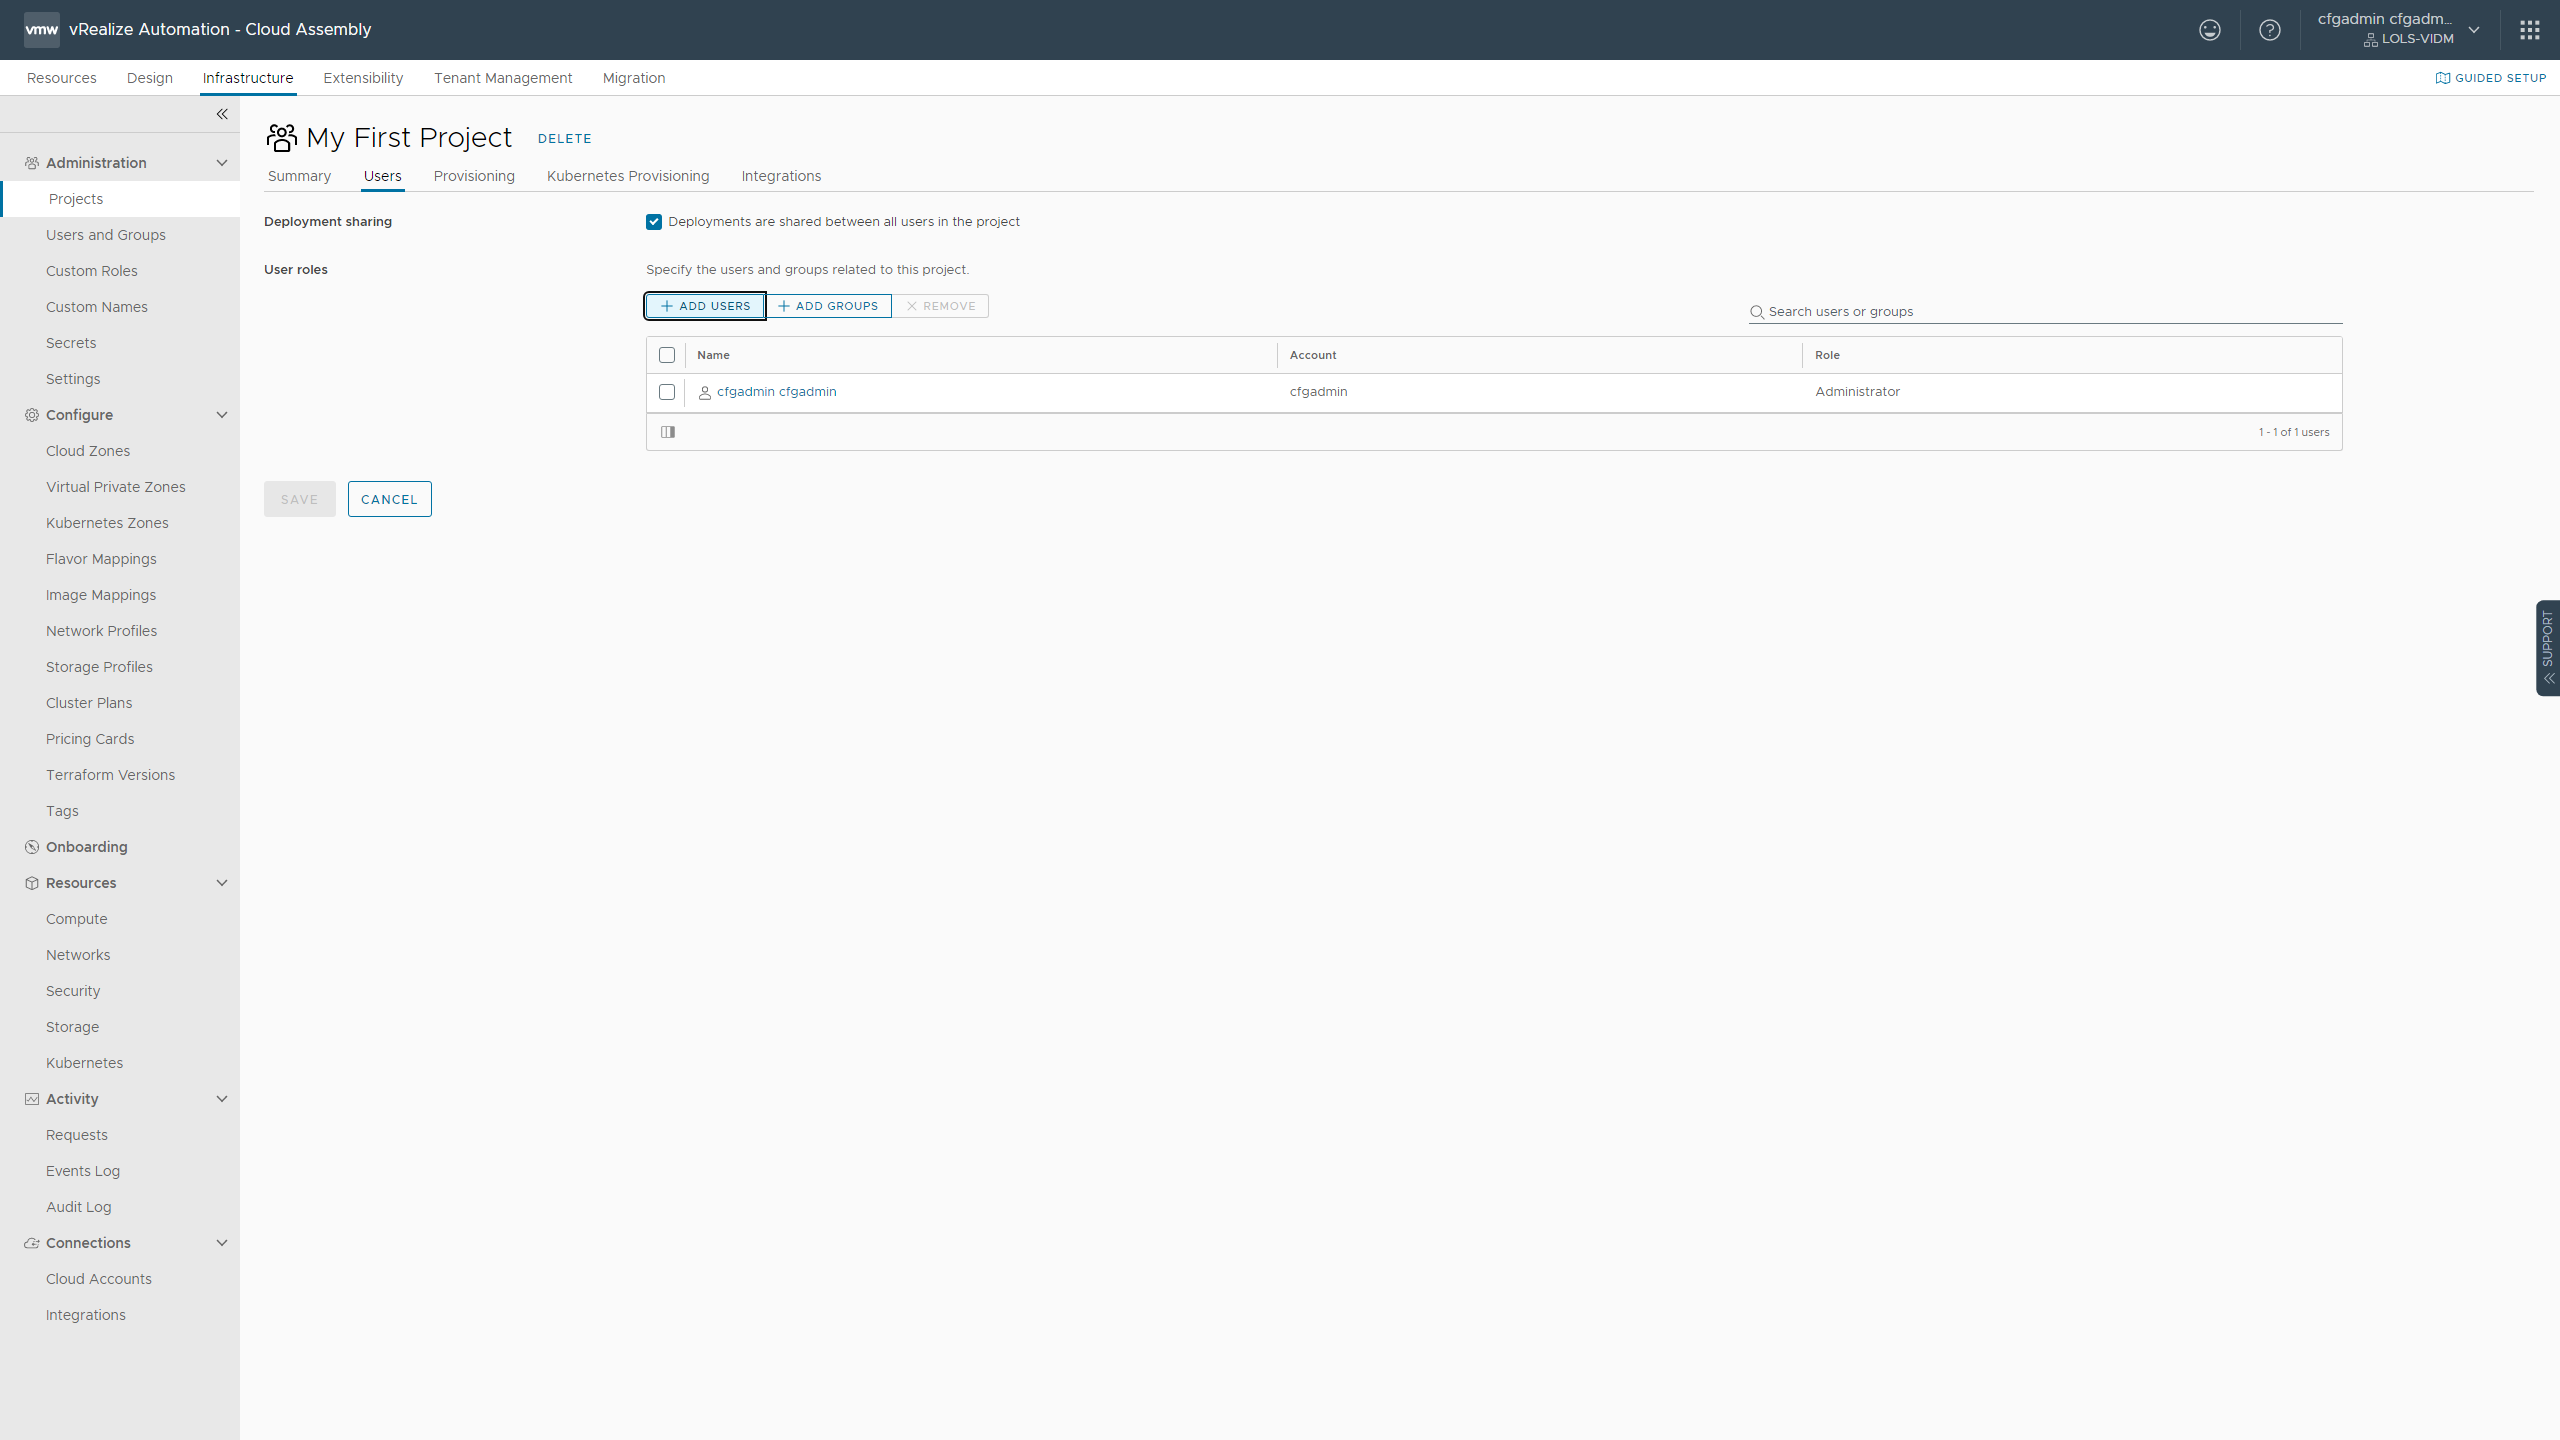 vmw vRealize Automation - Cloud Assembly
cfgadmin cfgadm...
LOLS-VIDM
Resources Design Infrastructure Extensibility Tenant Management Migration
GUIDED SETUP
Administration
Projects
Users and Groups
Custom Roles
Custom Names
Secrets
Settings
Configure
Cloud Zones
Virtual Private Zones
Kubernetes Zones
Flavor Mappings
Image Mappings
Network Profiles
Storage Profiles
Cluster Plans
Pricing Cards
Terraform Versions
Tags
Onboarding
Resources
Compute
Networks
Security
Storage
Kubernetes
Activity
Requests
Events Log
Audit Log
Connections
Cloud Accounts
Integrations
My First Project DELETE
Summary Users Provisioning Kubernetes Provisioning Integrations
Deployment sharing Deployments are shared between all users in the project
User roles Specify the users and groups related to this project.
ADD USERS ADD GROUPS REMOVE
Search users or groups
Name Account Role
cfgadmin cfgadmin cfgadmin Administrator
1 - 1 of 1 users
SAVE CANCEL
SUPPORT